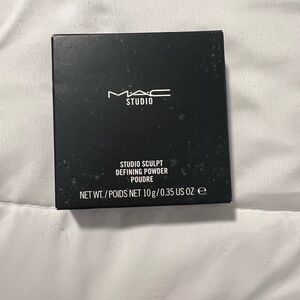 MAC
STUDIO
STUDIO SCULPT
DEFINING POWDER
POUDRE
NET WT. / POIDS NET 10 g / 0.35 US OZ ℮